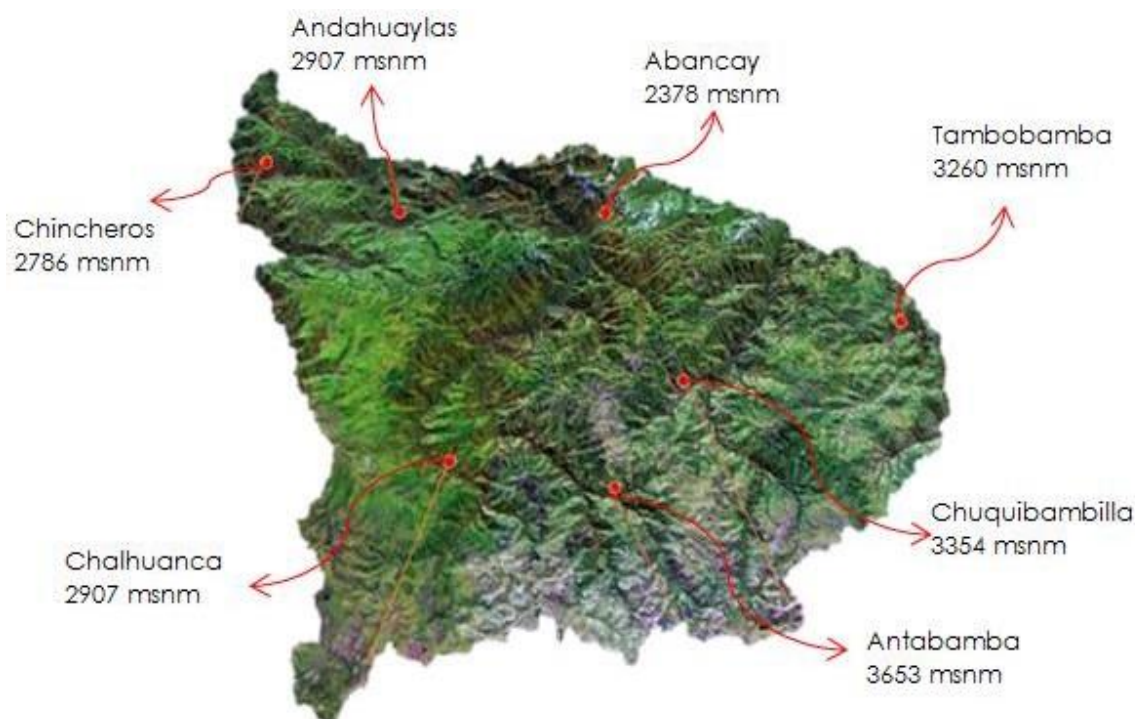 Andahuaylas
2907 msnm
Abancay
2378 msnm
Tambobamba
3260 msnm
Chincheros
2786 msnm
Chuquibambilla
3354 msnm
Chalhuanca
2907 msnm
Antabamba
3653 msnm